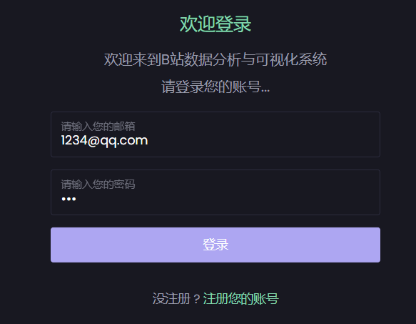 欢迎登录
欢迎来到B站数据分析与可视化系统
请登录您的账号...
请输入您的邮箱
1234@qq.com
请输入您的密码
•••
登录
没注册？注册您的账号